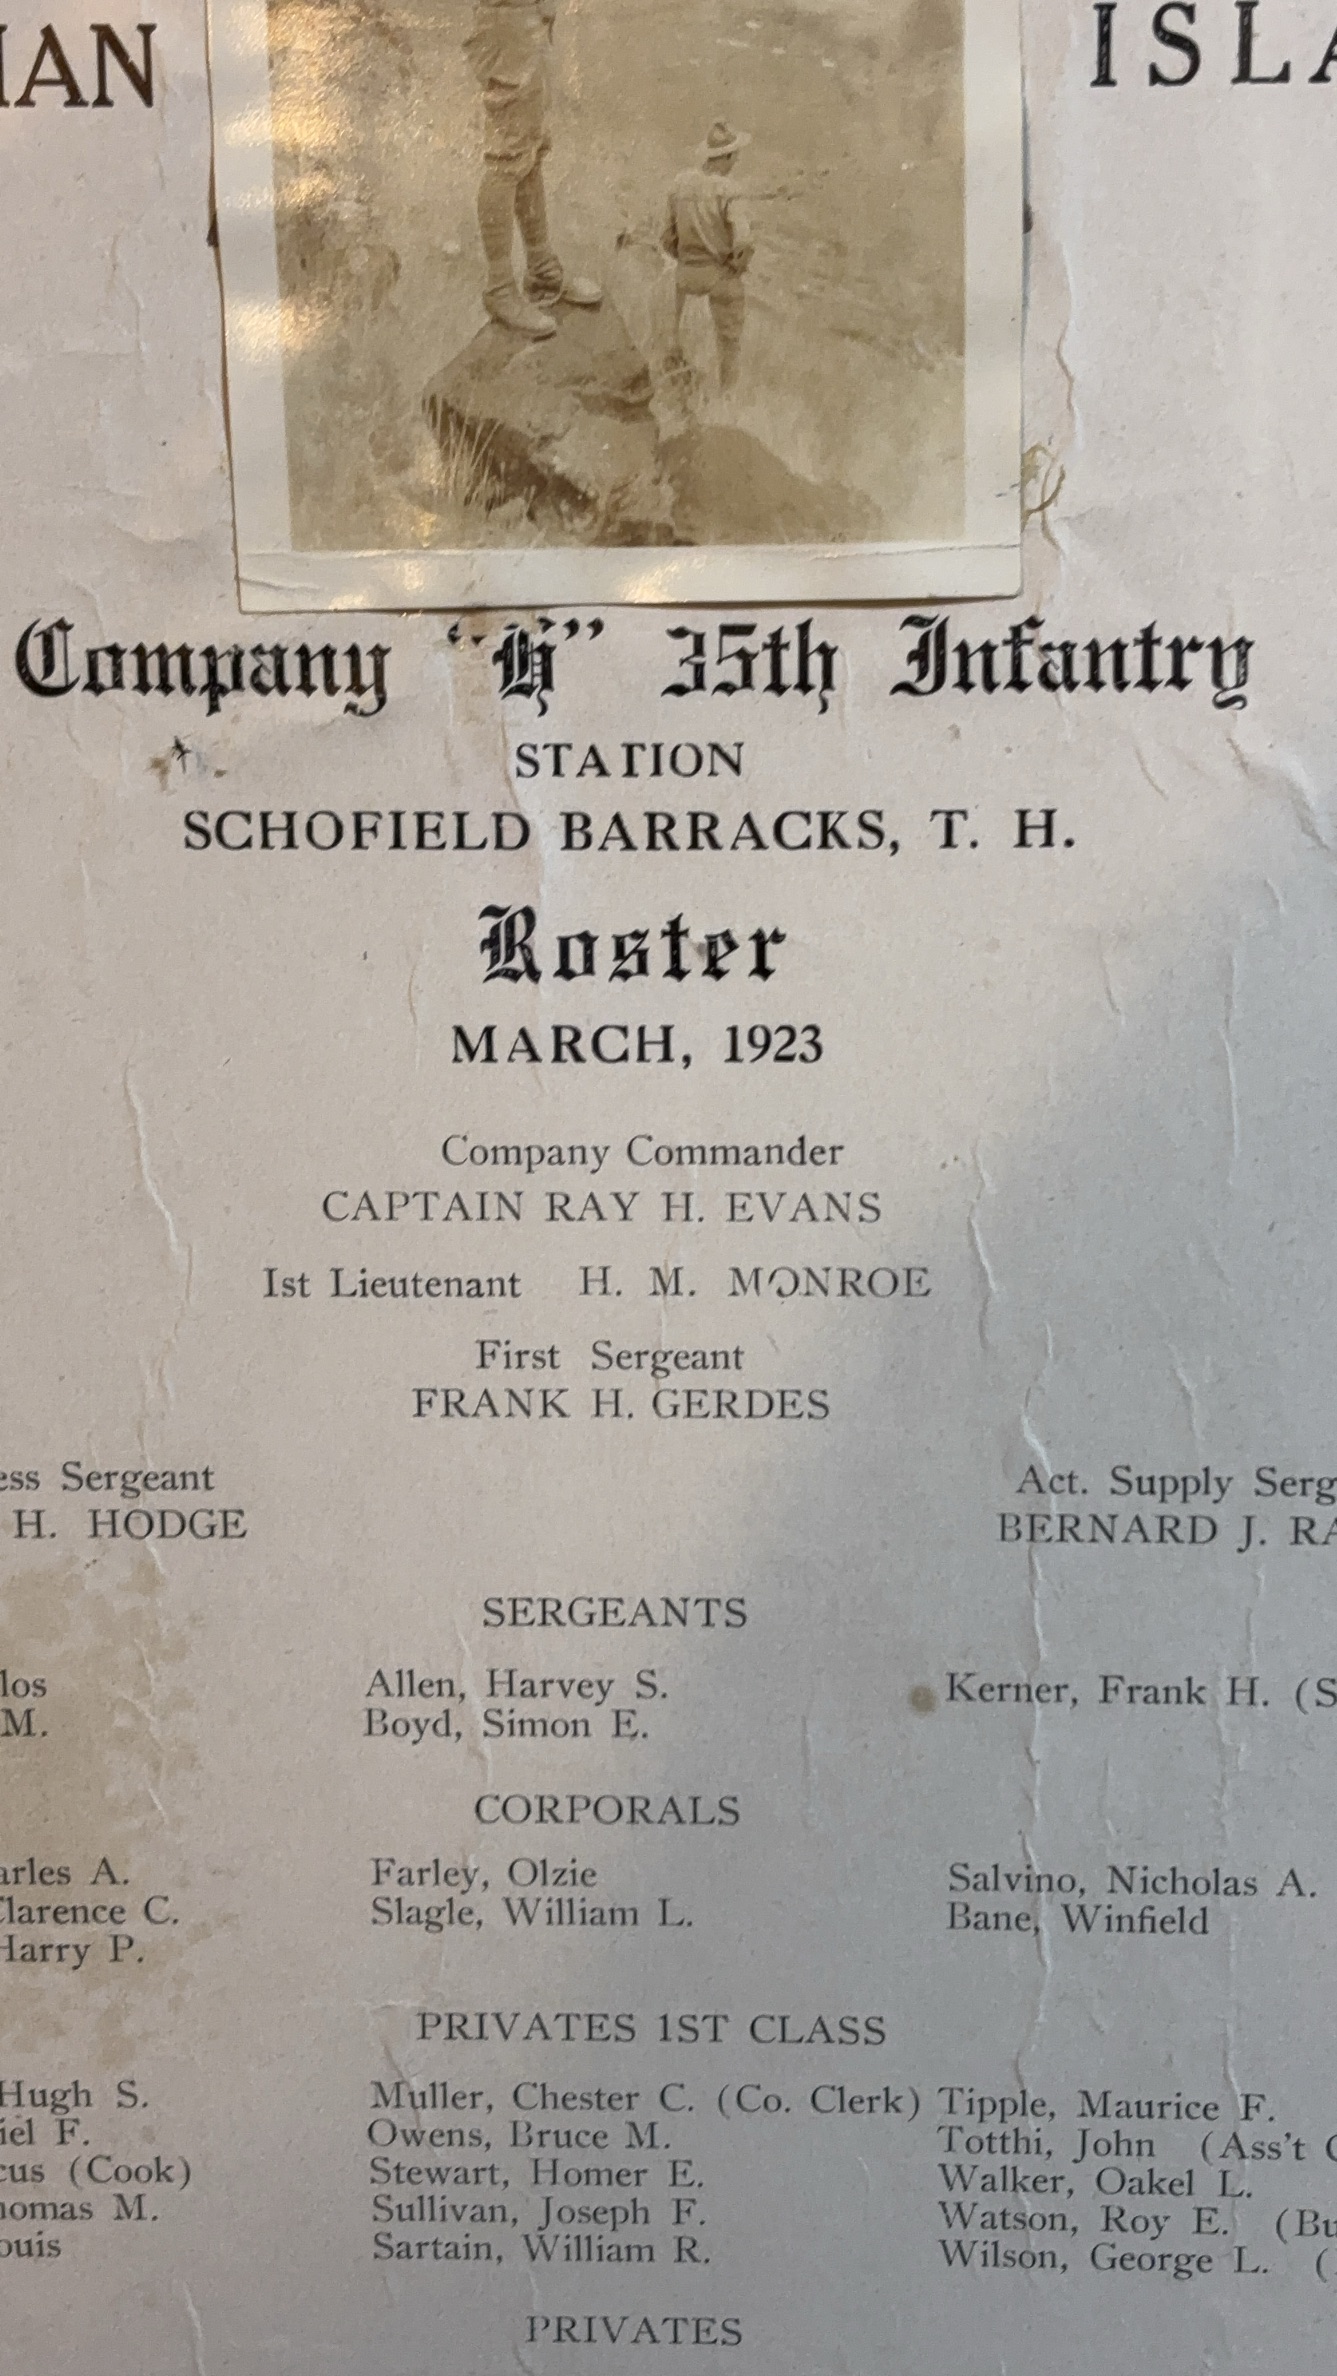 IAN ISLA
Company "H" 35th Infantry
STATION
SCHOFIELD BARRACKS, T. H.
Roster
MARCH, 1923
Company Commander
CAPTAIN RAY H. EVANS
1st Lieutenant H. M. MONROE
First Sergeant
FRANK H. GERDES
ess Sergeant Act. Supply Serg
H. HODGE BERNARD J. RA
SERGEANTS
los Allen, Harvey S. Kerner, Frank H. (S
M. Boyd, Simon E.
CORPORALS
arles A. Farley, Olzie Salvino, Nicholas A.
larence C. Slagle, William L. Bane, Winfield
Harry P.
PRIVATES 1ST CLASS
Hugh S. Muller, Chester C. (Co. Clerk) Tipple, Maurice F.
iel F. Owens, Bruce M. Totthi, John (Ass't C
cus (Cook) Stewart, Homer E. Walker, Oakel L.
homas M. Sullivan, Joseph F. Watson, Roy E. (Bu
ouis Sartain, William R. Wilson, George L. (
PRIVATES